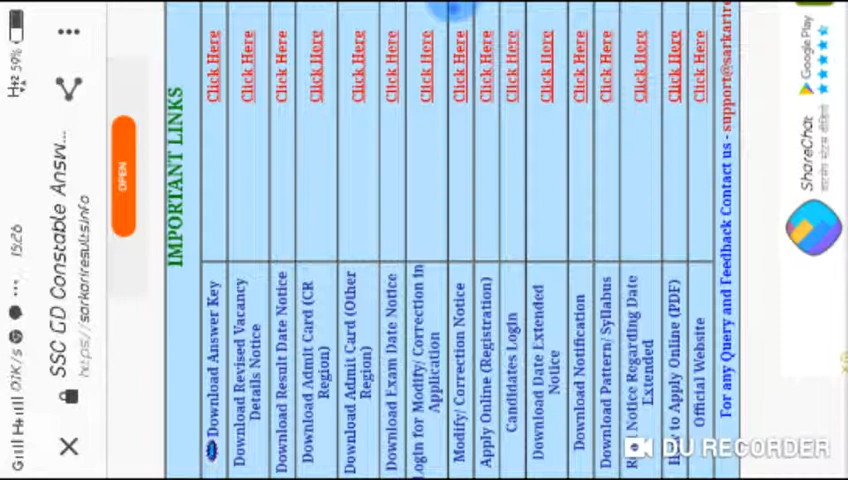 15:26
H+2 59%
SSC GD Constable Answ...
https://sarkariresults.info
OPEN
IMPORTANT LINKS
Download Answer Key Click Here
Download Revised Vacancy
Details Notice Click Here
Download Result Date Notice Click Here
Download Admit Card (CR
Region) Click Here
Download Admit Card (Other
Region) Click Here
Download Exam Date Notice Click Here
Login for Modify/ Correction in
Application Click Here
Modify/ Correction Notice Click Here
Apply Online (Registration) Click Here
Candidates Login Click Here
Download Date Extended
Notice Click Here
Download Notification Click Here
Download Pattern/ Syllabus Click Here
Notice Regarding Date
Extended Click Here
to Apply Online (PDF) Click Here
Official Website Click Here
For any Query and Feedback Contact us - support@sarkarire
ShareChat
Google Play
DU RECORDER